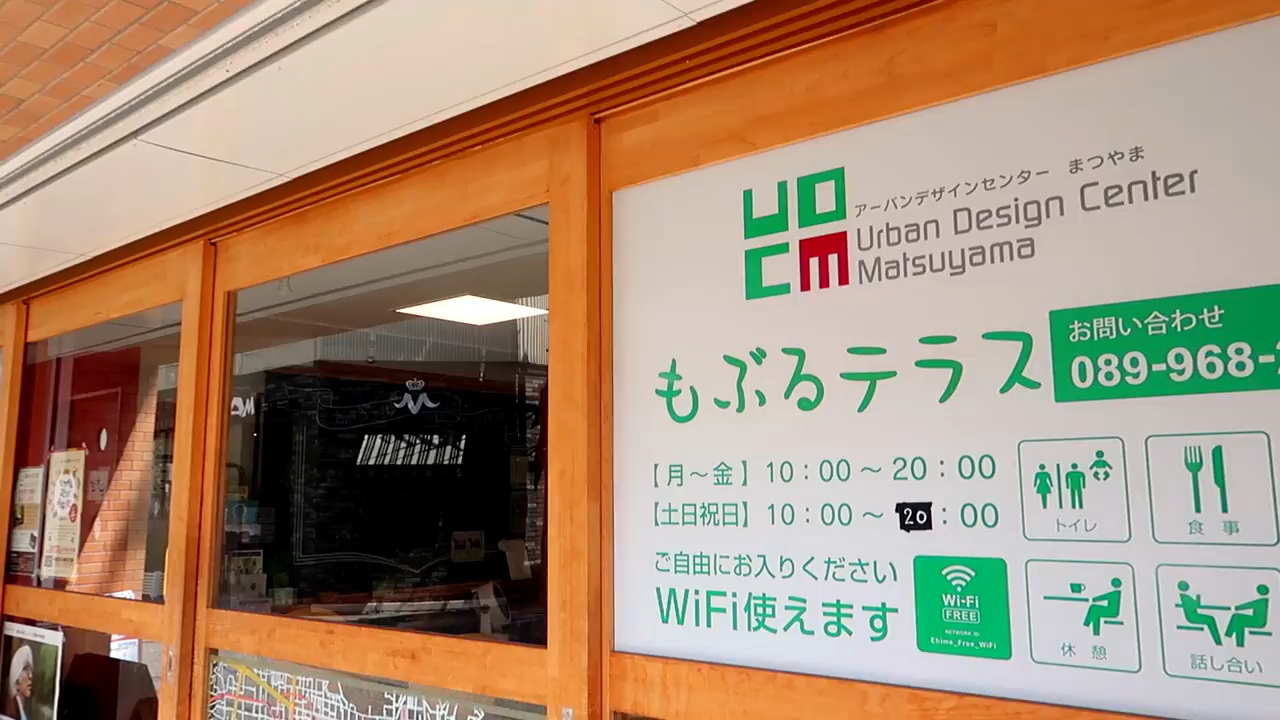 UDCM
アーバンデザインセンター まつやま
Urban Design Center
Matsuyama
もぶるテラス
お問い合わせ
089-968-2
【月～金】10：00～20：00
【土日祝日】10：00～20：00
ご自由にお入りください
WiFi使えます
Wi-Fi
FREE
NETWORK ID
Ehime_Free_WiFi
トイレ
食事
休憩
話し合い